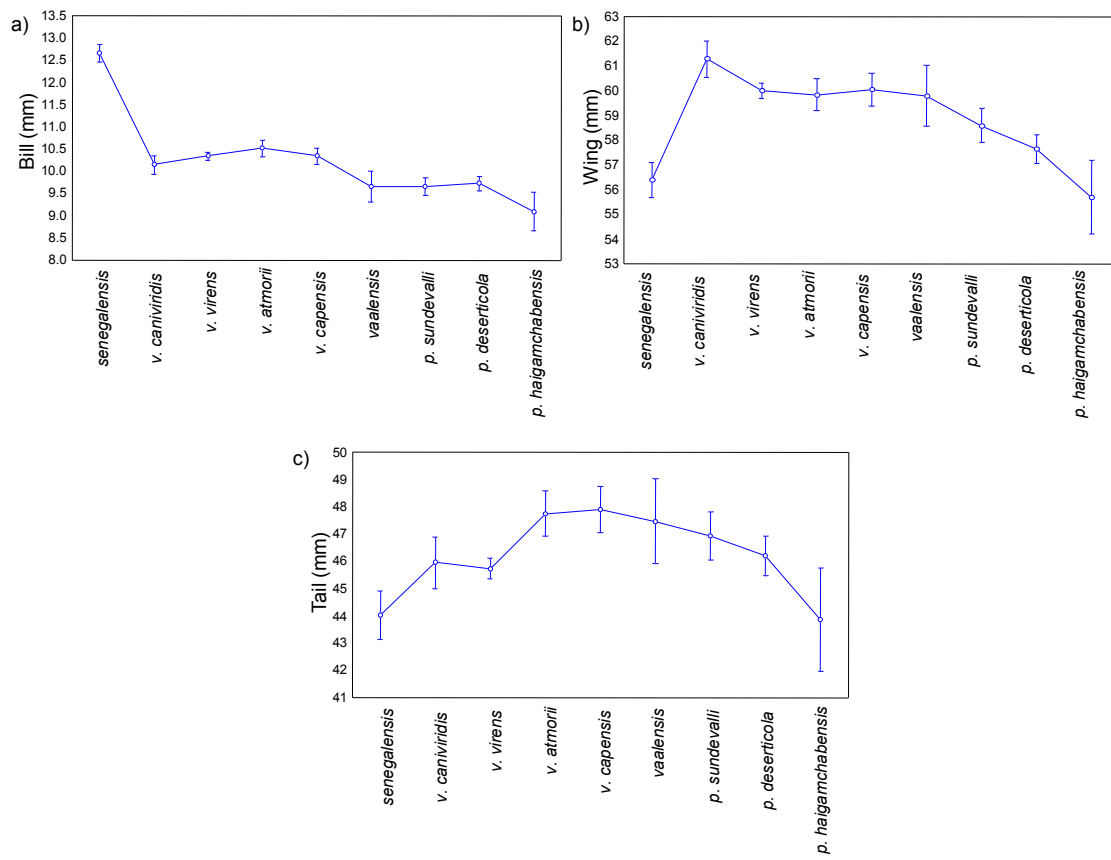 a)
Bill (mm)
13.5
13.0
12.5
12.0
11.5
11.0
10.5
10.0
9.5
9.0
8.5
8.0
senegalensis
v. caniviridis
v. virens
v. atmorii
v. capensis
vaalensis
p. sundevalli
p. deserticola
p. haigamchabensis
b)
Wing (mm)
63
62
61
60
59
58
57
56
55
54
53
senegalensis
v. caniviridis
v. virens
v. atmorii
v. capensis
vaalensis
p. sundevalli
p. deserticola
p. haigamchabensis
c)
Tail (mm)
50
49
48
47
46
45
44
43
42
41
senegalensis
v. caniviridis
v. virens
v. atmorii
v. capensis
vaalensis
p. sundevalli
p. deserticola
p. haigamchabensis